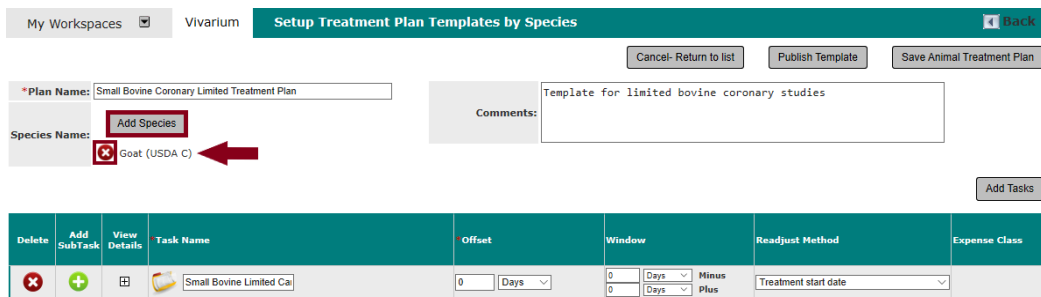 My Workspaces Vivarium Setup Treatment Plan Templates by Species Back
Cancel- Return to list Publish Template Save Animal Treatment Plan
*Plan Name: Small Bovine Coronary Limited Treatment Plan
Comments: Template for limited bovine coronary studies
Species Name: Add Species
Goat (USDA C)
Add Tasks
Delete Add SubTask View Details *Task Name *Offset Window Readjust Method Expense Class
Small Bovine Limited Cai 0 Days 0 Days Minus Treatment start date
0 Days Plus